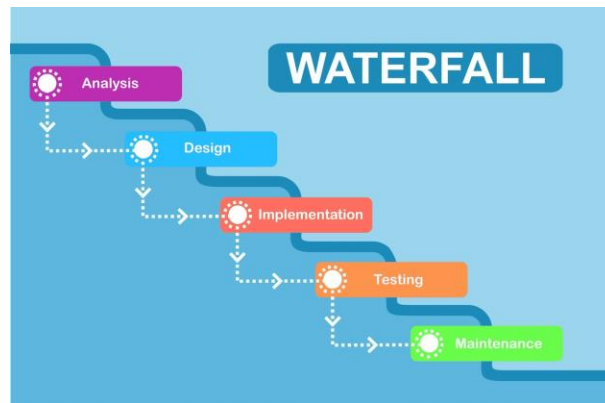 WATERFALL
Analysis
Design
Implementation
Testing
Maintenance